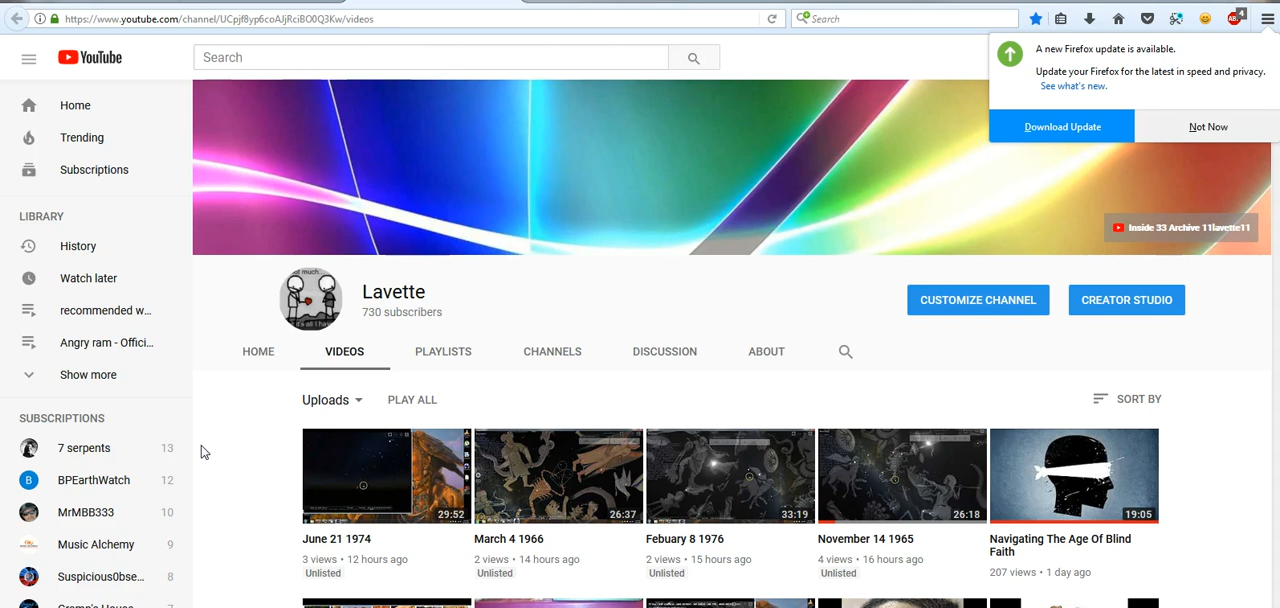 https://www.youtube.com/channel/UCpjf8yp6coAJjRciBO0Q3Kw/videos
Search
4
A new Firefox update is available.
Update your Firefox for the latest in speed and privacy.
See what's new.
Download Update
Not Now
YouTube
Search
Home
Trending
Subscriptions
LIBRARY
History
Watch later
recommended w...
Angry ram - Offici...
Show more
SUBSCRIPTIONS
7 serpents 13
B BPEarthWatch 12
MrMBB333 10
Music Alchemy 9
Suspicious0bse... 8
Inside 33 Archive 11lavette11
ot much...
it's all I hav
Lavette
730 subscribers
CUSTOMIZE CHANNEL
CREATOR STUDIO
HOME
VIDEOS
PLAYLISTS
CHANNELS
DISCUSSION
ABOUT
Uploads
PLAY ALL
SORT BY
29:52
June 21 1974
3 views • 12 hours ago
Unlisted
26:37
March 4 1966
2 views • 14 hours ago
Unlisted
33:19
Febuary 8 1976
2 views • 15 hours ago
Unlisted
26:18
November 14 1965
4 views • 16 hours ago
Unlisted
19:05
Navigating The Age Of Blind
Faith
207 views • 1 day ago